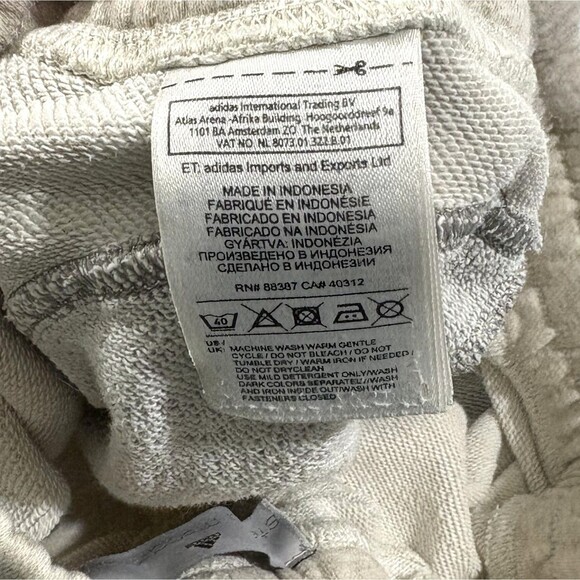 adidas International Trading BV
Atlas Arena -Afrika Building, Hoogoorddreef 9a
1101 BA Amsterdam ZO The Netherlands
VAT NO. NL 8073.01.322.B.01
ET. adidas Imports and Exports Ltd
MADE IN INDONESIA
FABRIQUÉ EN INDONÉSIE
FABRICADO EN INDONESIA
FABRICADO NA INDONÉSIA
GYÁRTVA: INDONÉZIA
ПРОИЗВЕДЕНО В ИНДОНЕЗИЯ
СДЕЛАНО В ИНДОНЕЗИИ
RN# 88387 CA# 40312
40
US /
UK: MACHINE WASH WARM GENTLE
CYCLE / DO NOT BLEACH / DO NOT
TUMBLE DRY / WARM IRON IF NEEDED /
DO NOT DRYCLEAN
USE MILD DETERGENT ONLY/WASH
DARK COLORS SEPARATELY/WASH
AND IRON INSIDE OUT/WASH WITH
FASTENERS CLOSED